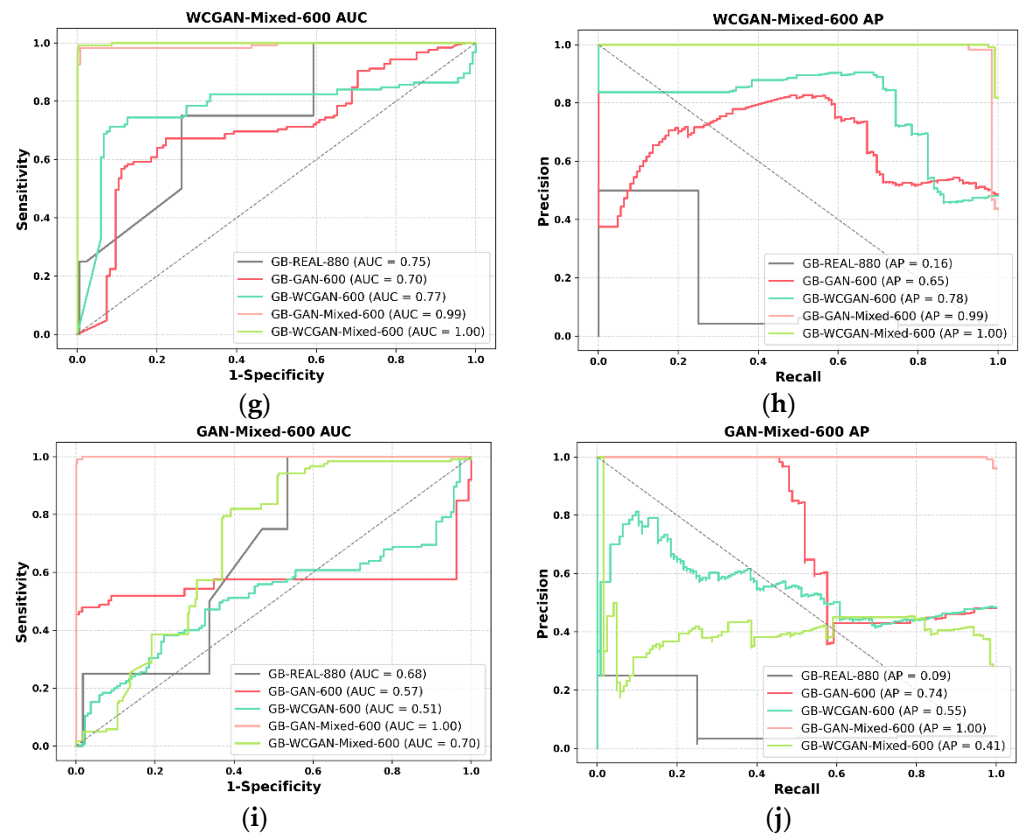 WCGAN-Mixed-600 AUC
1.0
0.8
0.6
0.4
0.2
0.0
Sensitivity
GB-REAL-880 (AUC = 0.75)
GB-GAN-600 (AUC = 0.70)
GB-WCGAN-600 (AUC = 0.77)
GB-GAN-Mixed-600 (AUC = 0.99)
GB-WCGAN-Mixed-600 (AUC = 1.00)
0.0 0.2 0.4 0.6 0.8 1.0
1-Specificity
(g)
WCGAN-Mixed-600 AP
1.0
0.8
0.6
0.4
0.2
0.0
Precision
GB-REAL-880 (AP = 0.16)
GB-GAN-600 (AP = 0.65)
GB-WCGAN-600 (AP = 0.78)
GB-GAN-Mixed-600 (AP = 0.99)
GB-WCGAN-Mixed-600 (AP = 1.00)
0.0 0.2 0.4 0.6 0.8 1.0
Recall
(h)
GAN-Mixed-600 AUC
1.0
0.8
0.6
0.4
0.2
0.0
Sensitivity
GB-REAL-880 (AUC = 0.68)
GB-GAN-600 (AUC = 0.57)
GB-WCGAN-600 (AUC = 0.51)
GB-GAN-Mixed-600 (AUC = 1.00)
GB-WCGAN-Mixed-600 (AUC = 0.70)
0.0 0.2 0.4 0.6 0.8 1.0
1-Specificity
(i)
GAN-Mixed-600 AP
1.0
0.8
0.6
0.4
0.2
0.0
Precision
GB-REAL-880 (AP = 0.09)
GB-GAN-600 (AP = 0.74)
GB-WCGAN-600 (AP = 0.55)
GB-GAN-Mixed-600 (AP = 1.00)
GB-WCGAN-Mixed-600 (AP = 0.41)
0.0 0.2 0.4 0.6 0.8 1.0
Recall
(j)